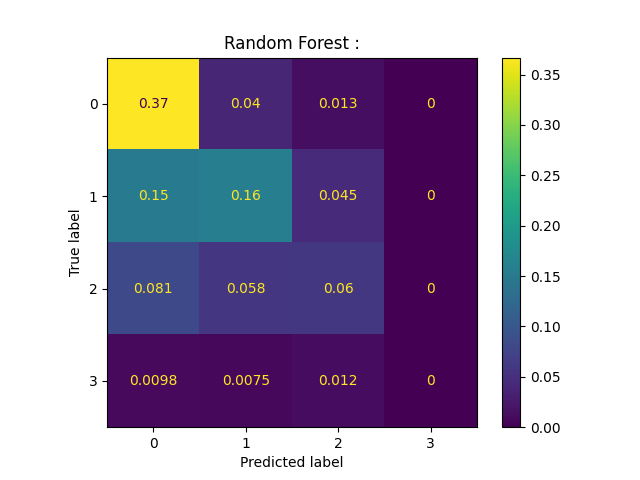 Random Forest :
0 0.37 0.04 0.013 0
1 0.15 0.16 0.045 0
2 0.081 0.058 0.06 0
3 0.0098 0.0075 0.012 0
0 1 2 3
True label
Predicted label
0.35
0.30
0.25
0.20
0.15
0.10
0.05
0.00